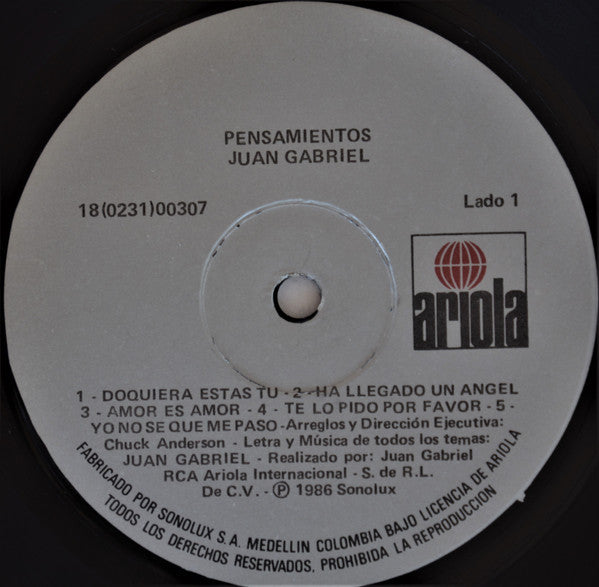 PENSAMIENTOS
JUAN GABRIEL
18(0231)00307
Lado 1
ariola
1 - DOQUIERA ESTAS TU - 2 - HA LLEGADO UN ANGEL
3 - AMOR ES AMOR - 4 - TE LO PIDO POR FAVOR - 5 -
YO NO SE QUE ME PASO - Arreglos y Dirección Ejecutiva:
Chuck Anderson - Letra y Música de todos los temas:
JUAN GABRIEL - Realizado por: Juan Gabriel
RCA Ariola Internacional - S. de R.L.
De C.V. - Ⓟ 1986 Sonolux
FABRICADO POR SONOLUX S.A. MEDELLIN COLOMBIA BAJO LICENCIA DE ARIOLA
TODOS LOS DERECHOS RESERVADOS. PROHIBIDA LA REPRODUCCION